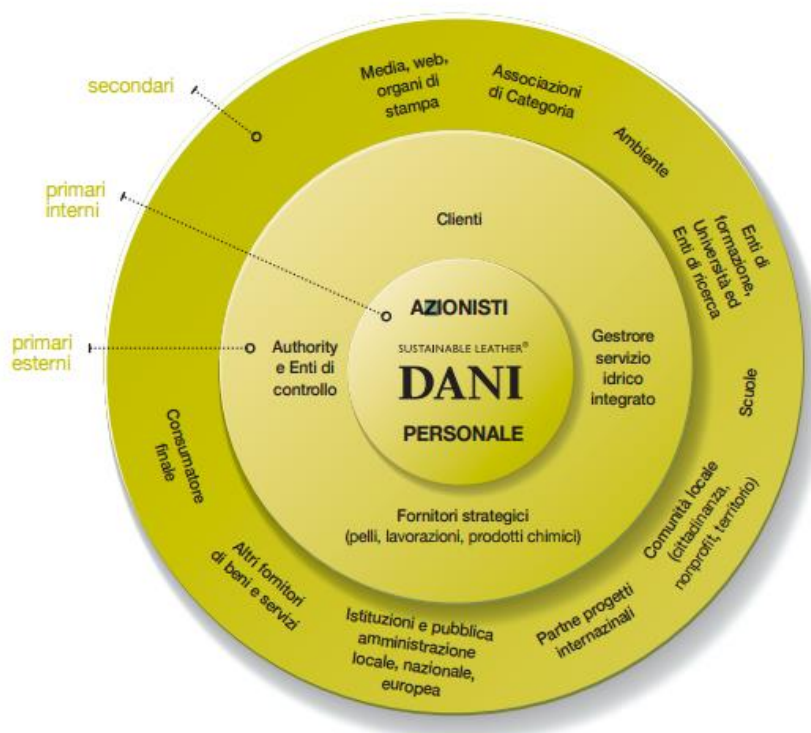 secondari
primari
interni
primari
esterni
Media, web,
organi di
stampa
Associazioni
di Categoria
Ambiente
Enti di
formazione,
Università ed
Enti di ricerca
Scuole
Comunità locale
(cittadinanza,
nonprofit, territorio)
Partne progetti
internazinali
Istituzioni e pubblica
amministrazione
locale, nazionale,
europea
Altri fornitori
di beni e servizi
Consumatore
finale
Clienti
Gestrore
servizio
idrico
integrato
Fornitori strategici
(pelli, lavorazioni, prodotti chimici)
Authority
e Enti di
controllo
AZIONISTI
SUSTAINABLE LEATHER®
DANI
PERSONALE